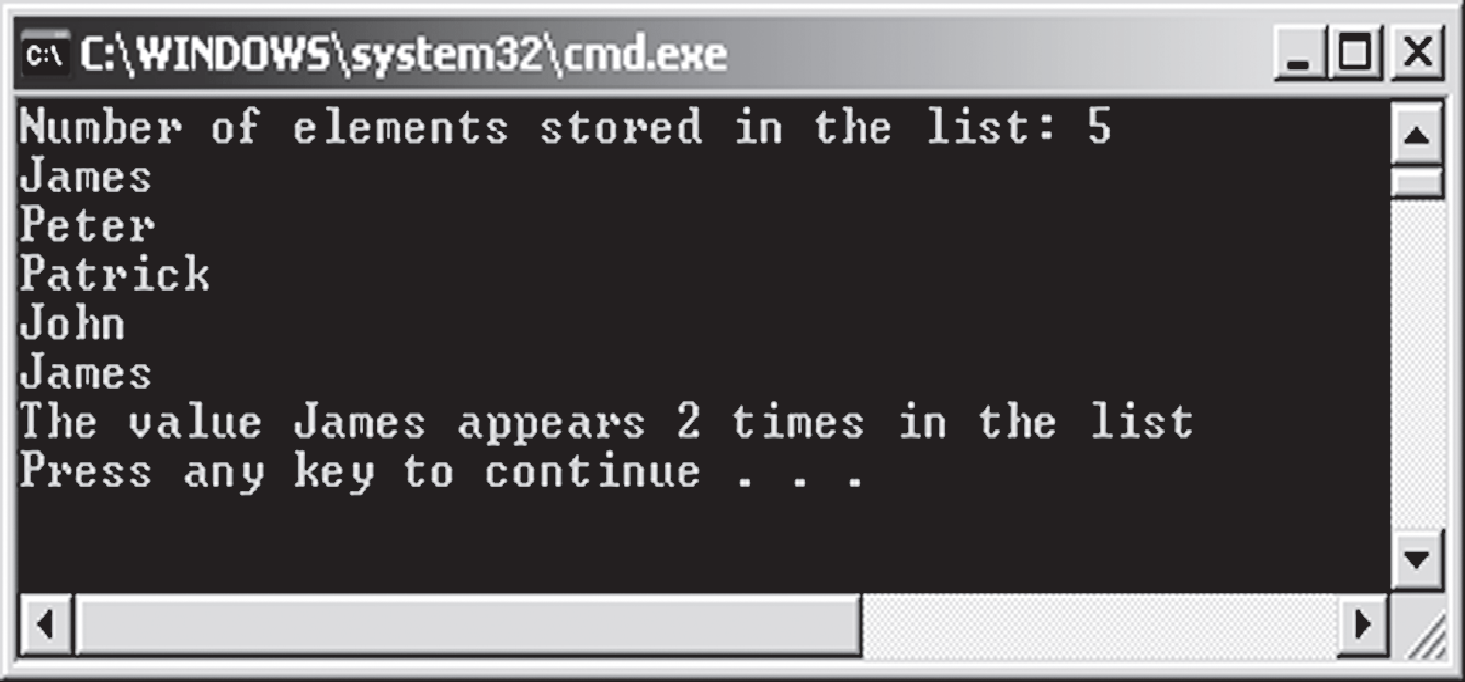 C:\WINDOWS\system32\cmd.exe
Number of elements stored in the list: 5
James
Peter
Patrick
John
James
The value James appears 2 times in the list
Press any key to continue . . .